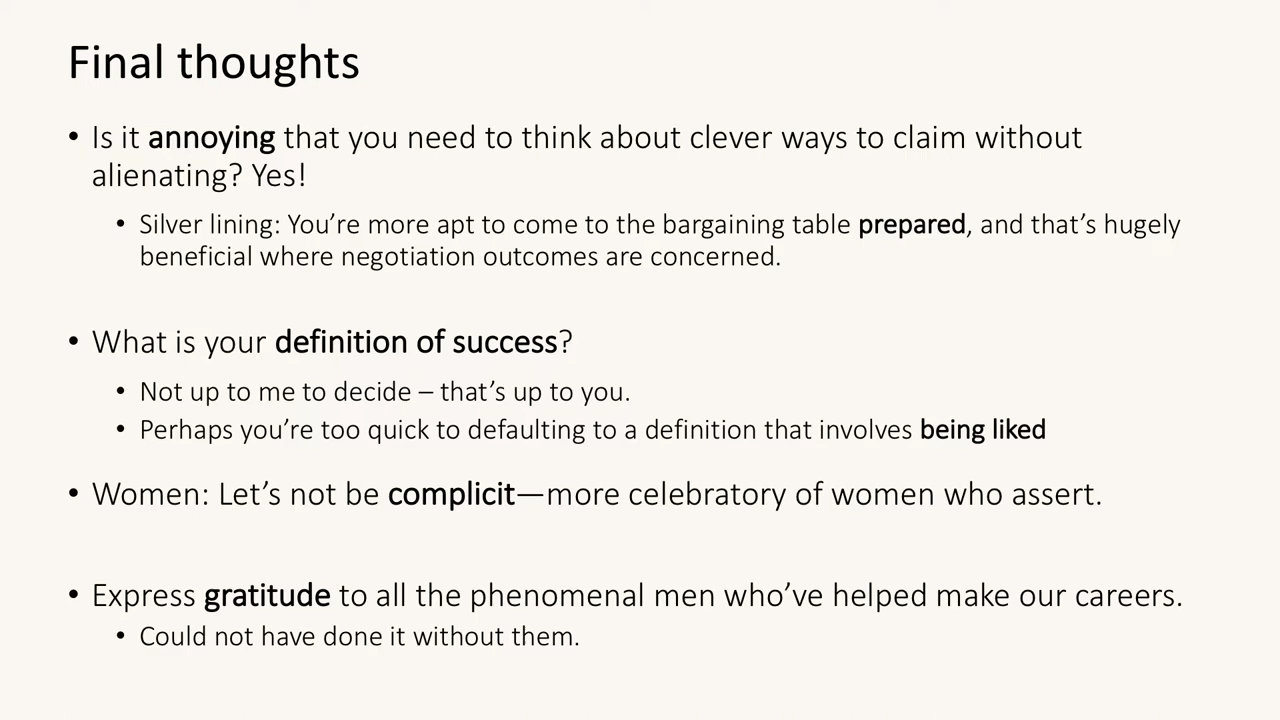 Final thoughts
• Is it annoying that you need to think about clever ways to claim without
alienating? Yes!
• Silver lining: You’re more apt to come to the bargaining table prepared, and that’s hugely
beneficial where negotiation outcomes are concerned.
• What is your definition of success?
• Not up to me to decide – that’s up to you.
• Perhaps you’re too quick to defaulting to a definition that involves being liked
• Women: Let’s not be complicit—more celebratory of women who assert.
• Express gratitude to all the phenomenal men who’ve helped make our careers.
• Could not have done it without them.